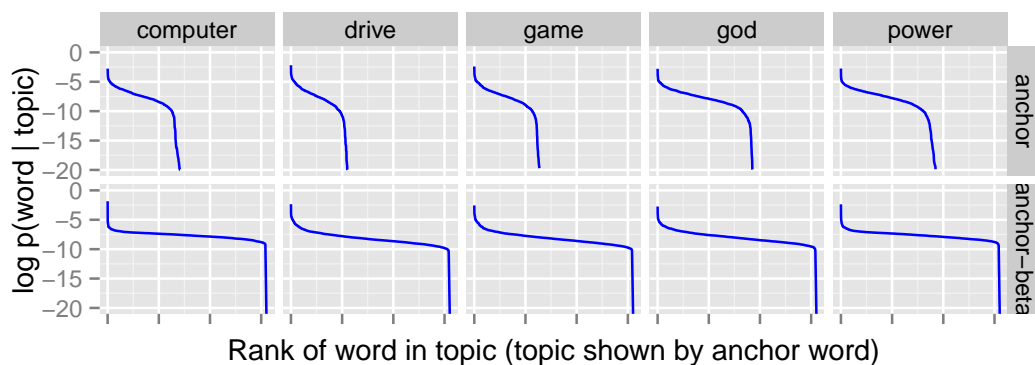 computer drive game god power
0
−5
−10
−15
−20
anchor
0
−5
−10
−15
−20
anchor−beta
log p(word | topic)
Rank of word in topic (topic shown by anchor word)